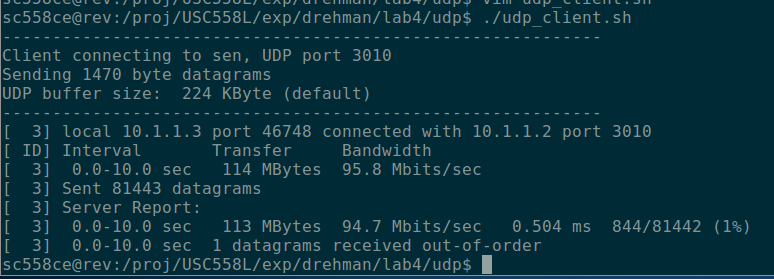 sc558ce@rev:/proj/USC558L/exp/drehman/lab4/udp$ vim udp_client.sh
sc558ce@rev:/proj/USC558L/exp/drehman/lab4/udp$ ./udp_client.sh
------------------------------------------------------------
Client connecting to sen, UDP port 3010
Sending 1470 byte datagrams
UDP buffer size:  224 KByte (default)
------------------------------------------------------------
[  3] local 10.1.1.3 port 46748 connected with 10.1.1.2 port 3010
[ ID] Interval       Transfer     Bandwidth
[  3]  0.0-10.0 sec   114 MBytes  95.8 Mbits/sec
[  3] Sent 81443 datagrams
[  3] Server Report:
[  3]  0.0-10.0 sec   113 MBytes  94.7 Mbits/sec   0.504 ms  844/81442 (1%)
[  3]  0.0-10.0 sec  1 datagrams received out-of-order
sc558ce@rev:/proj/USC558L/exp/drehman/lab4/udp$